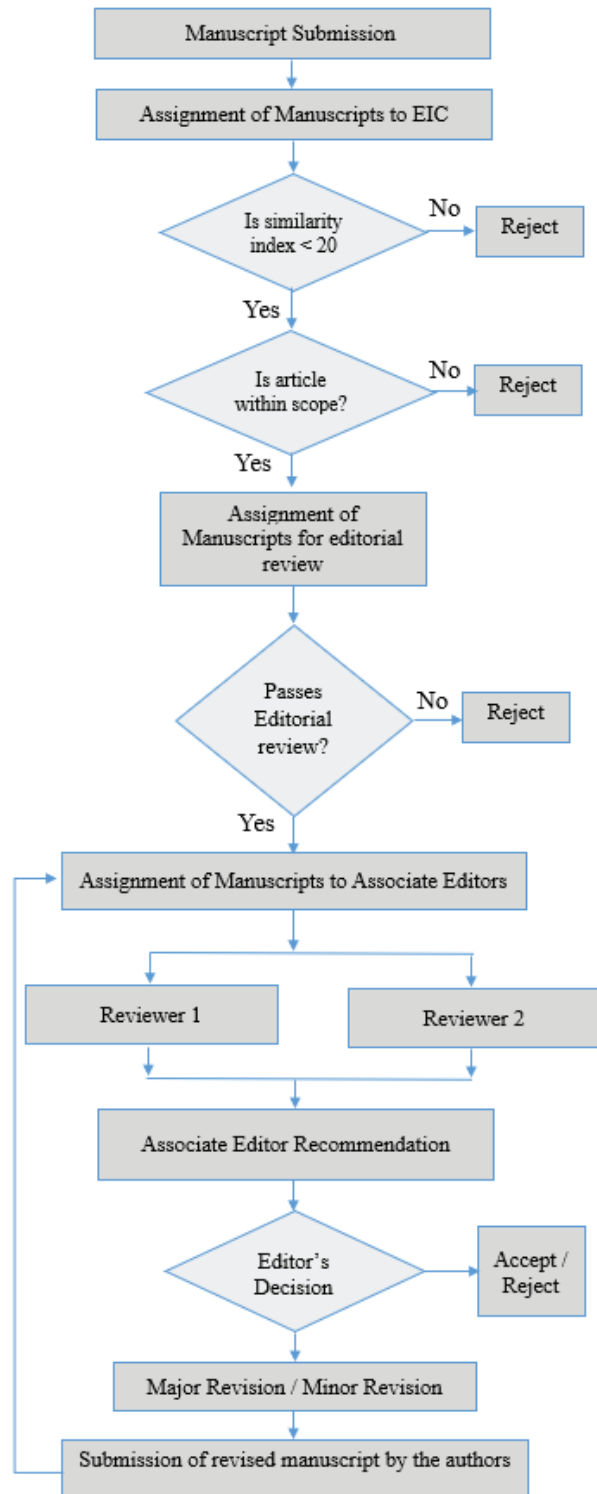 Manuscript Submission
Assignment of Manuscripts to EIC
Is similarity
index < 20
No
Reject
Yes
Is article
within scope?
No
Reject
Yes
Assignment of
Manuscripts for editorial
review
Passes
Editorial
review?
No
Reject
Yes
Assignment of Manuscripts to Associate Editors
Reviewer 1
Reviewer 2
Associate Editor Recommendation
Editor's
Decision
Accept /
Reject
Major Revision / Minor Revision
Submission of revised manuscript by the authors